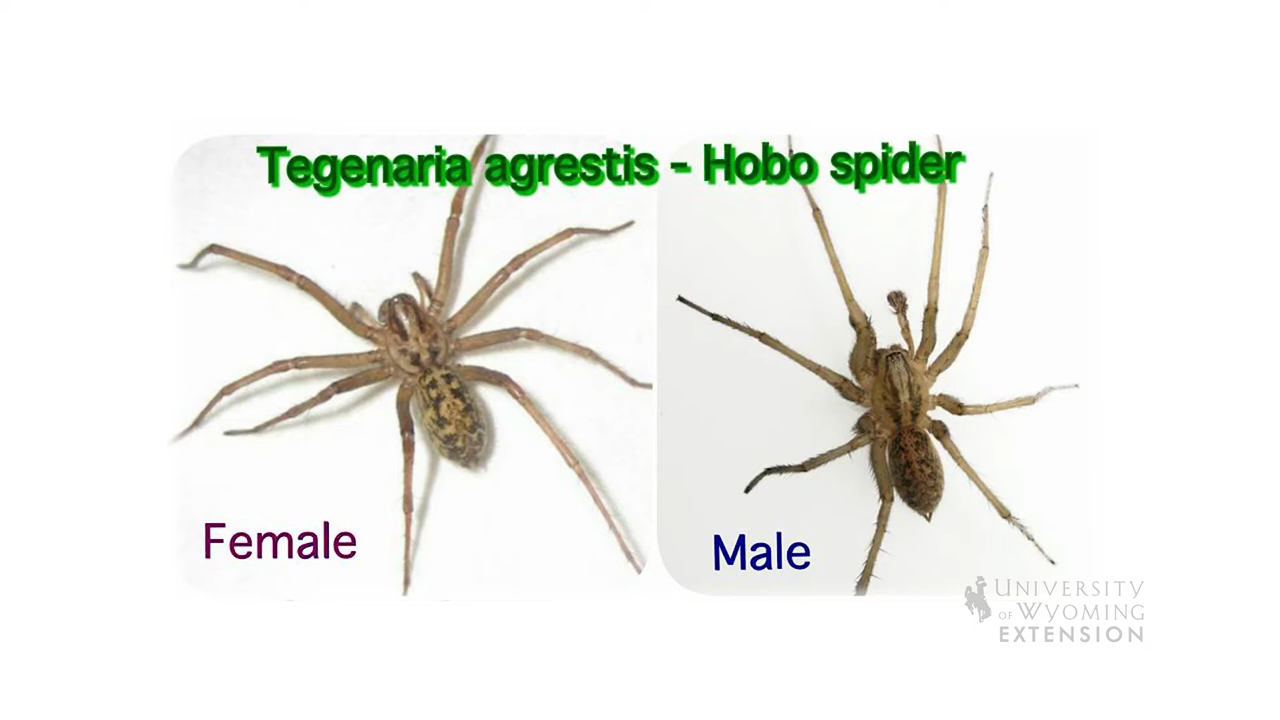 Tegenaria agrestis - Hobo spider
Female
Male
UNIVERSITY
OF WYOMING
EXTENSION